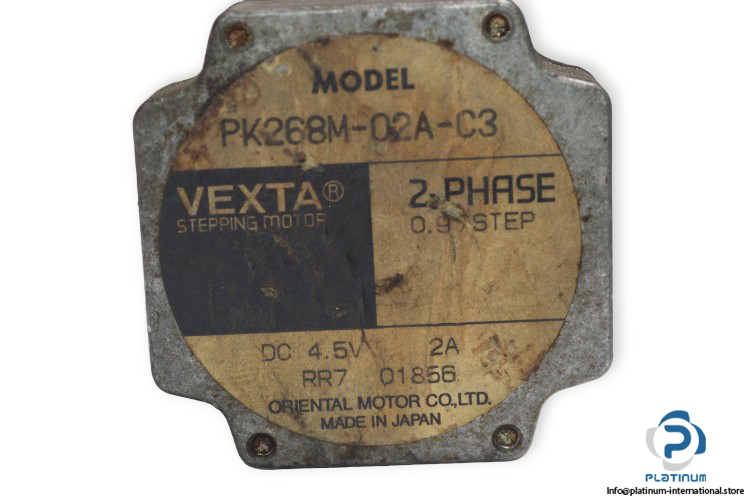 MODEL
PK268M-02A-C3
VEXTA®
STEPPING MOTOR
2-PHASE
0.9°/STEP
DC 4.5V 2A
RR7 01856
ORIENTAL MOTOR CO.,LTD.
MADE IN JAPAN
PLATINUM
Info@platinum-international.store